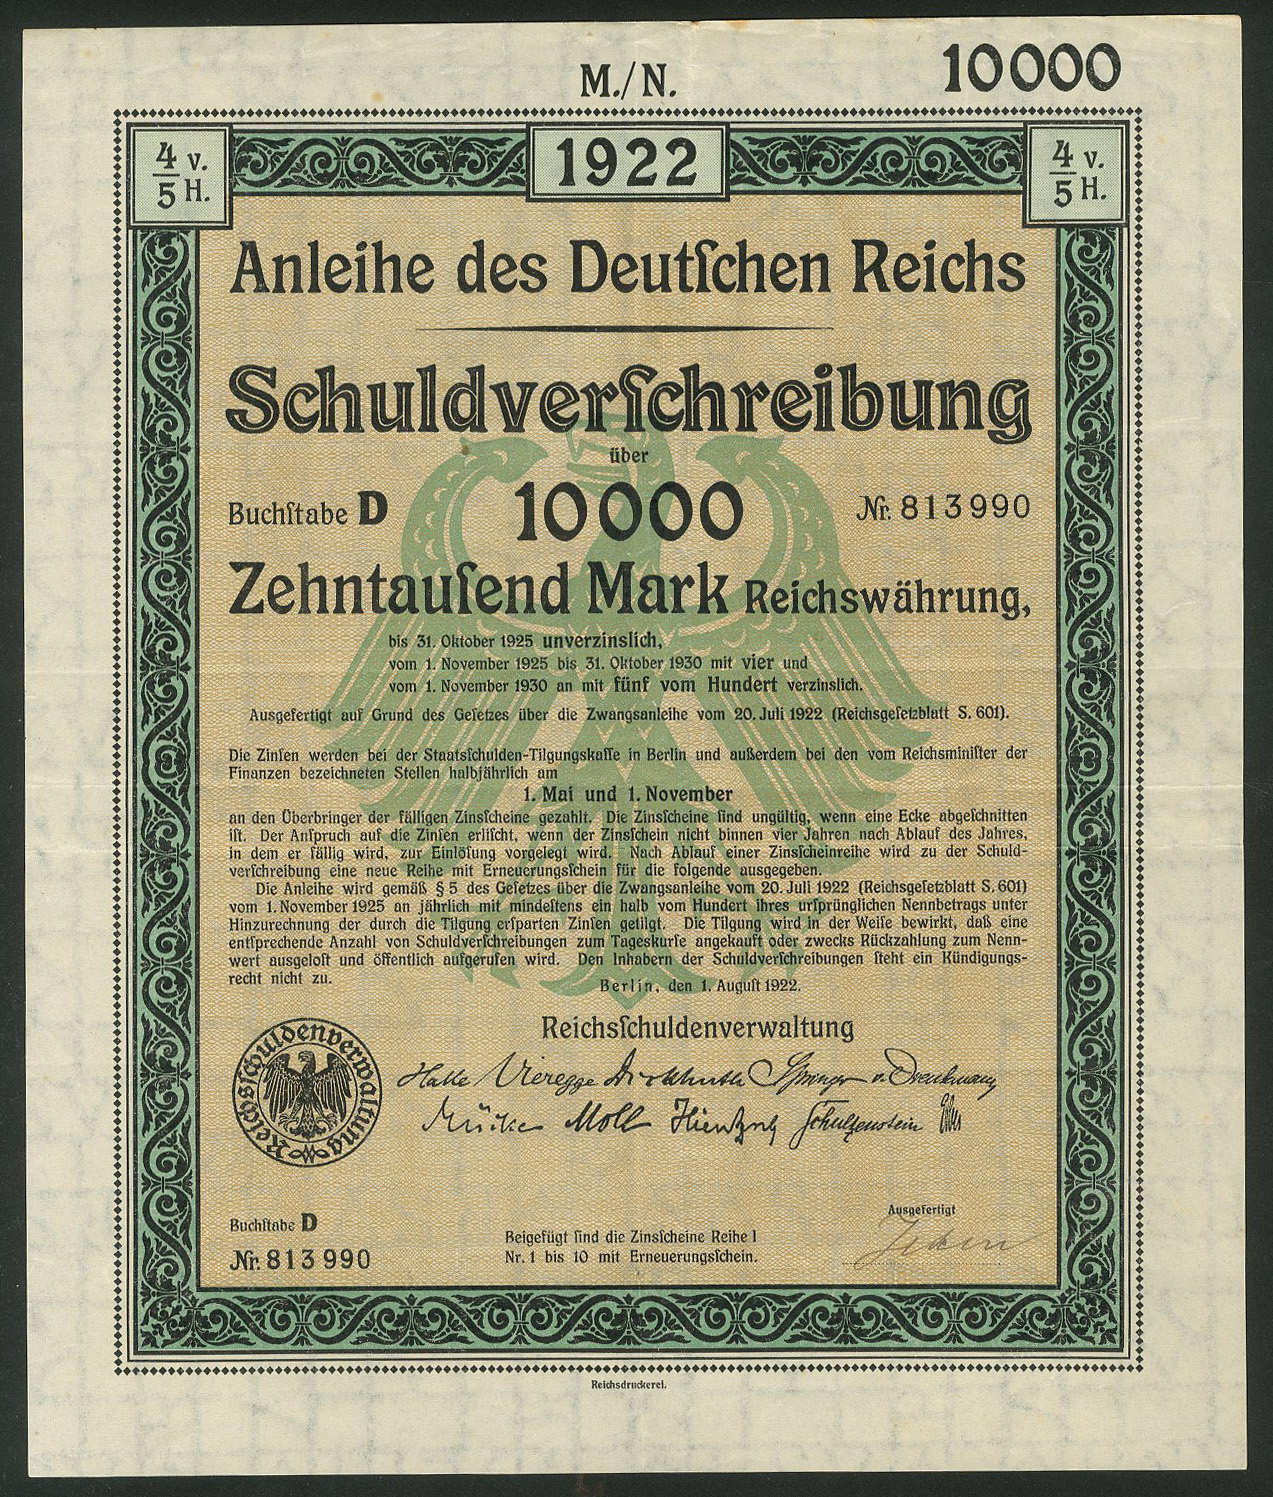 M./N.
10000
4/5 v. H.
1922
4/5 v. H.
Anleihe des Deutſchen Reichs
Schuldverſchreibung
über
Buchſtabe D 10000 Nr. 813990
Zehntauſend Mark Reichswährung,
bis 31. Oktober 1925 unverzinslich,
vom 1. November 1925 bis 31. Oktober 1930 mit vier und
vom 1. November 1930 an mit fünf vom Hundert verzinslich.
Ausgefertigt auf Grund des Geſetzes über die Zwangsanleihe vom 20. Juli 1922 (Reichsgeſetzblatt S. 601).
Die Zinſen werden bei der Staatsſchulden-Tilgungskaſſe in Berlin und außerdem bei den vom Reichsminiſter der
Finanzen bezeichneten Stellen halbjährlich am
1. Mai und 1. November
an den Überbringer der fälligen Zinsſcheine gezahlt. Die Zinsſcheine ſind ungültig, wenn eine Ecke abgeſchnitten
iſt. Der Anſpruch auf die Zinſen erliſcht, wenn der Zinsſchein nicht binnen vier Jahren nach Ablauf des Jahres,
in dem er fällig wird, zur Einlöſung vorgelegt wird. Nach Ablauf einer Zinsſcheinreihe wird zu der Schuld-
verſchreibung eine neue Reihe mit Erneuerungsſchein für die folgende ausgegeben.
Die Anleihe wird gemäß § 5 des Geſetzes über die Zwangsanleihe vom 20. Juli 1922 (Reichsgeſetzblatt S. 601)
vom 1. November 1925 an jährlich mit mindeſtens ein halb vom Hundert ihres urſprünglichen Nennbetrags unter
Hinzurechnung der durch die Tilgung erſparten Zinſen getilgt. Die Tilgung wird in der Weiſe bewirkt, daß eine
entſprechende Anzahl von Schuldverſchreibungen zum Tageskurſe angekauft oder zwecks Rückzahlung zum Nenn-
wert ausgeloſt und öffentlich aufgerufen wird. Den Inhabern der Schuldverſchreibungen ſteht ein Kündigungs-
recht nicht zu.
Berlin, den 1. Auguſt 1922.
Reichsſchuldenverwaltung
Reichsſchuldenverwaltung
Halle Vieregge Springer
Mücke Moll Schultzenstein
Buchſtabe D
Nr. 813990
Beigefügt ſind die Zinsſcheine Reihe I
Nr. 1 bis 10 mit Erneuerungsſchein.
Ausgefertigt
Reichsdruckerei.